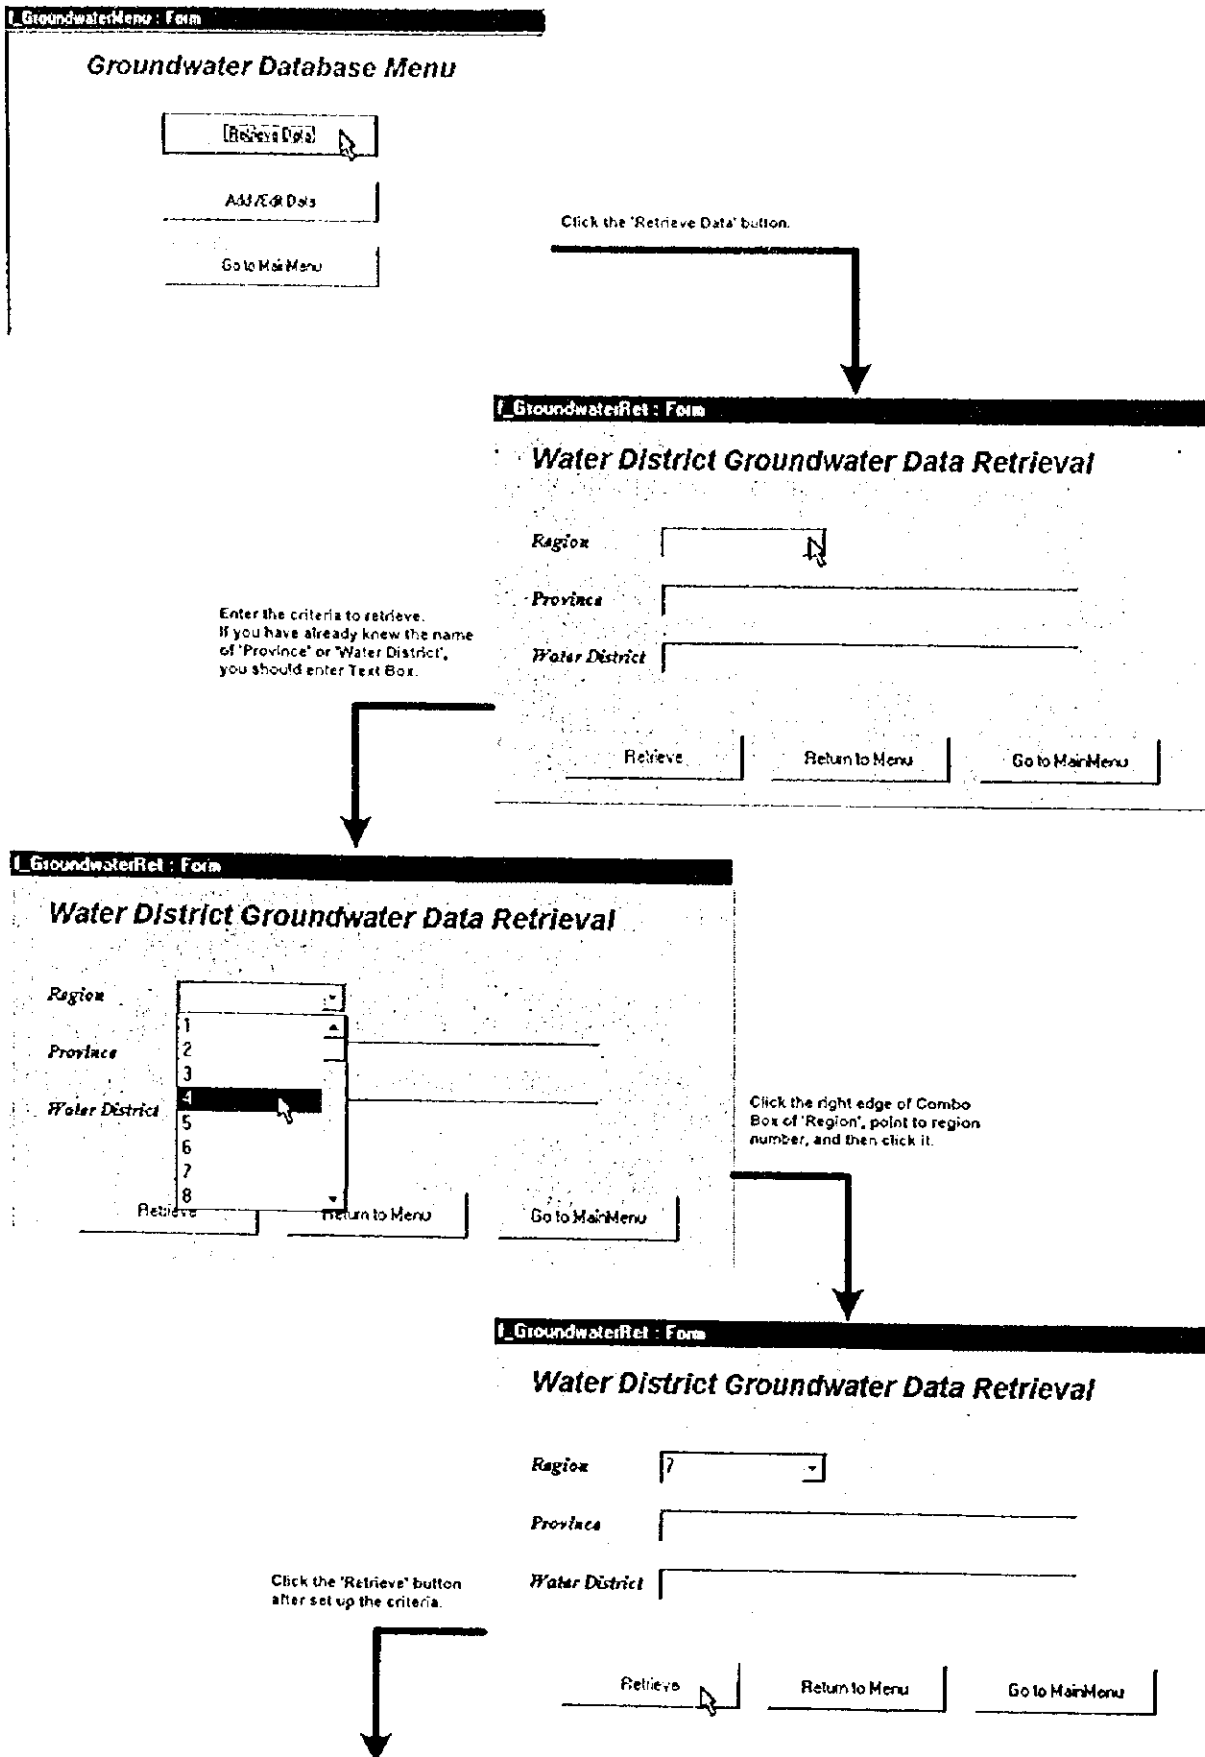 f_GroundwaterMenu : Form
Groundwater Database Menu
Retrieve Data
Add/Edit Data
Go to MainMenu
Click the 'Retrieve Data' button.
f_GroundwaterRet : Form
Water District Groundwater Data Retrieval
Region
Province
Water District
Retrieve
Return to Menu
Go to MainMenu
Enter the criteria to retrieve.
If you have already knew the name
of 'Province' or 'Water District',
you should enter Text Box.
f_GroundwaterRet : Form
Water District Groundwater Data Retrieval
Region
1
Province
2
3
Water District
4
5
6
7
8
Retrieve
Return to Menu
Go to MainMenu
Click the right edge of Combo
Box of 'Region', point to region
number, and then click it.
f_GroundwaterRet : Form
Water District Groundwater Data Retrieval
Region
7
Province
Water District
Retrieve
Return to Menu
Go to MainMenu
Click the 'Retrieve' button
after set up the criteria.